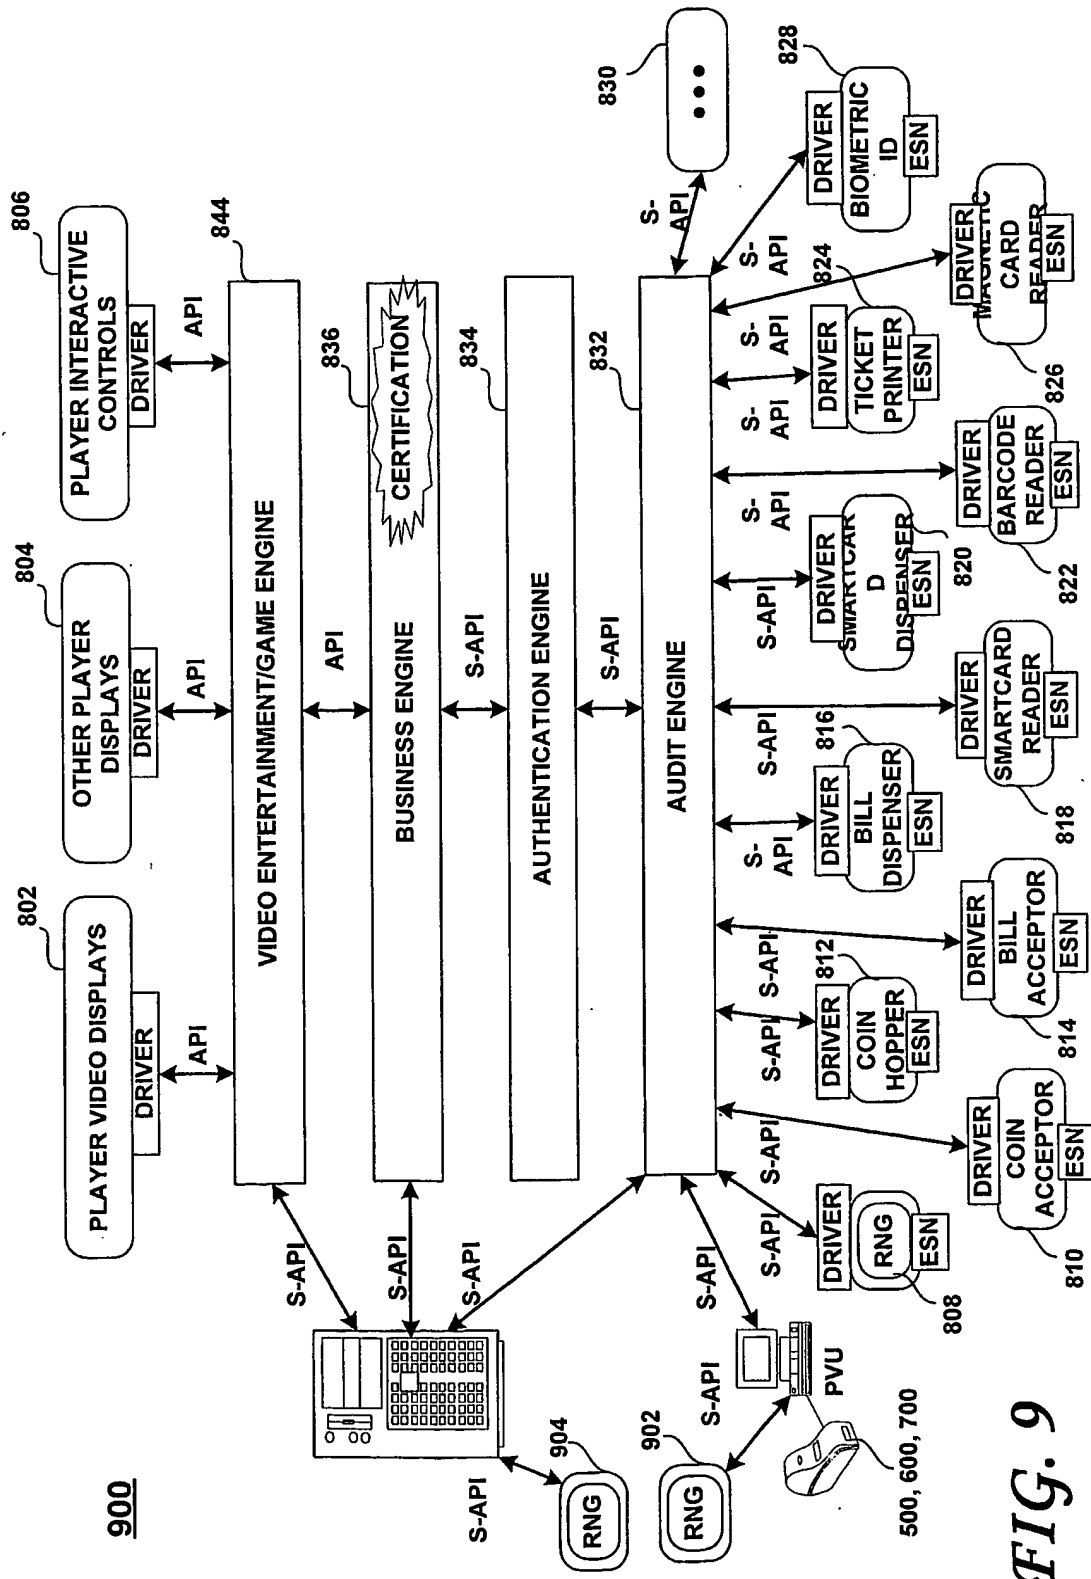 900
802
PLAYER VIDEO DISPLAYS
DRIVER
API
804
OTHER PLAYER
DISPLAYS
DRIVER
API
806
PLAYER INTERACTIVE
CONTROLS
DRIVER
API
844
VIDEO ENTERTAINMENT/GAME ENGINE
API
836
BUSINESS ENGINE
CERTIFICATION
S-API
834
AUTHENTICATION ENGINE
S-API
832
AUDIT ENGINE
S-API
S-API
S-API
S-API
904
RNG
902
RNG
S-API
S-API
PVU
500, 600, 700
S-
API
830
•••
S-API
DRIVER
RNG
ESN
808
S-API
DRIVER
COIN
ACCEPTOR
ESN
810
S-API
812
DRIVER
COIN
HOPPER
ESN
S-API
DRIVER
BILL
ACCEPTOR
ESN
814
S-
API
816
DRIVER
BILL
DISPENSER
ESN
S-API
DRIVER
SMARTCARD
READER
ESN
818
S-API
DRIVER
SMARTCAR
D
DISPENSER
ESN
820
S-
API
DRIVER
BARCODE
READER
ESN
822
S-
API
824
DRIVER
TICKET
PRINTER
ESN
S-
API
DRIVER
MAGNETIC
CARD
READER
ESN
826
S-
API
828
DRIVER
BIOMETRIC
ID
ESN
FIG. 9